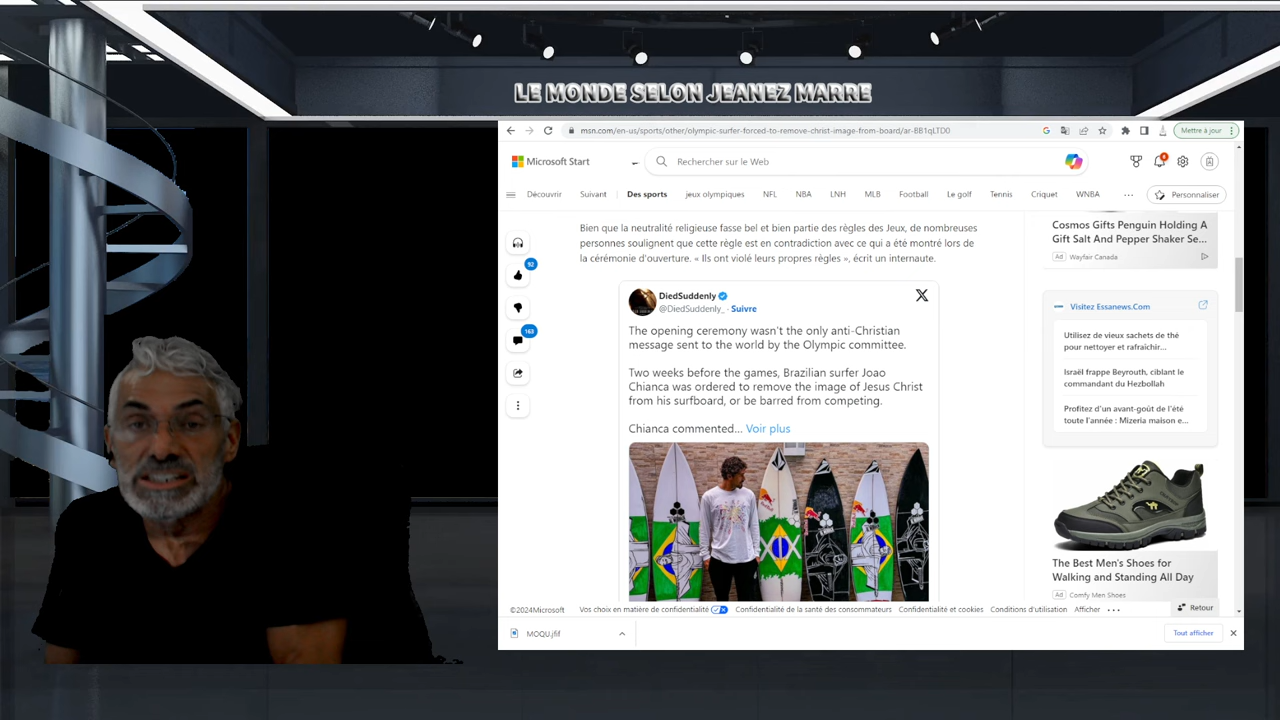 LE MONDE SELON JEANEZ MARRE
msn.com/en-us/sports/other/olympic-surfer-forced-to-remove-christ-image-from-board/ar-BB1qLTD0
Mettre à jour
Microsoft Start
Rechercher sur le Web
8
Découvrir Suivant Des sports jeux olympiques NFL NBA LNH MLB Football Le golf Tennis Criquet WNBA ... Personnaliser
Bien que la neutralité religieuse fasse bel et bien partie des règles des Jeux, de nombreuses
personnes soulignent que cette règle est en contradiction avec ce qui a été montré lors de
la cérémonie d'ouverture. « Ils ont violé leurs propres règles », écrit un internaute.
92
163
DiedSuddenly
@DiedSuddenly_ · Suivre
The opening ceremony wasn't the only anti-Christian
message sent to the world by the Olympic committee.
Two weeks before the games, Brazilian surfer Joao
Chianca was ordered to remove the image of Jesus Christ
from his surfboard, or be barred from competing.
Chianca commented... Voir plus
Cosmos Gifts Penguin Holding A
Gift Salt And Pepper Shaker Se...
Ad Wayfair Canada
Visitez Essanews.Com
Utilisez de vieux sachets de thé
pour nettoyer et rafraîchir...
Israël frappe Beyrouth, ciblant le
commandant du Hezbollah
Profitez d'un avant-goût de l'été
toute l'année : Mizeria maison e...
The Best Men's Shoes for
Walking and Standing All Day
Ad Comfy Men Shoes
©2024Microsoft Vos choix en matière de confidentialité Confidentialité de la santé des consommateurs Confidentialité et cookies Conditions d'utilisation Afficher ...
Retour
MOQU.jfif
Tout afficher